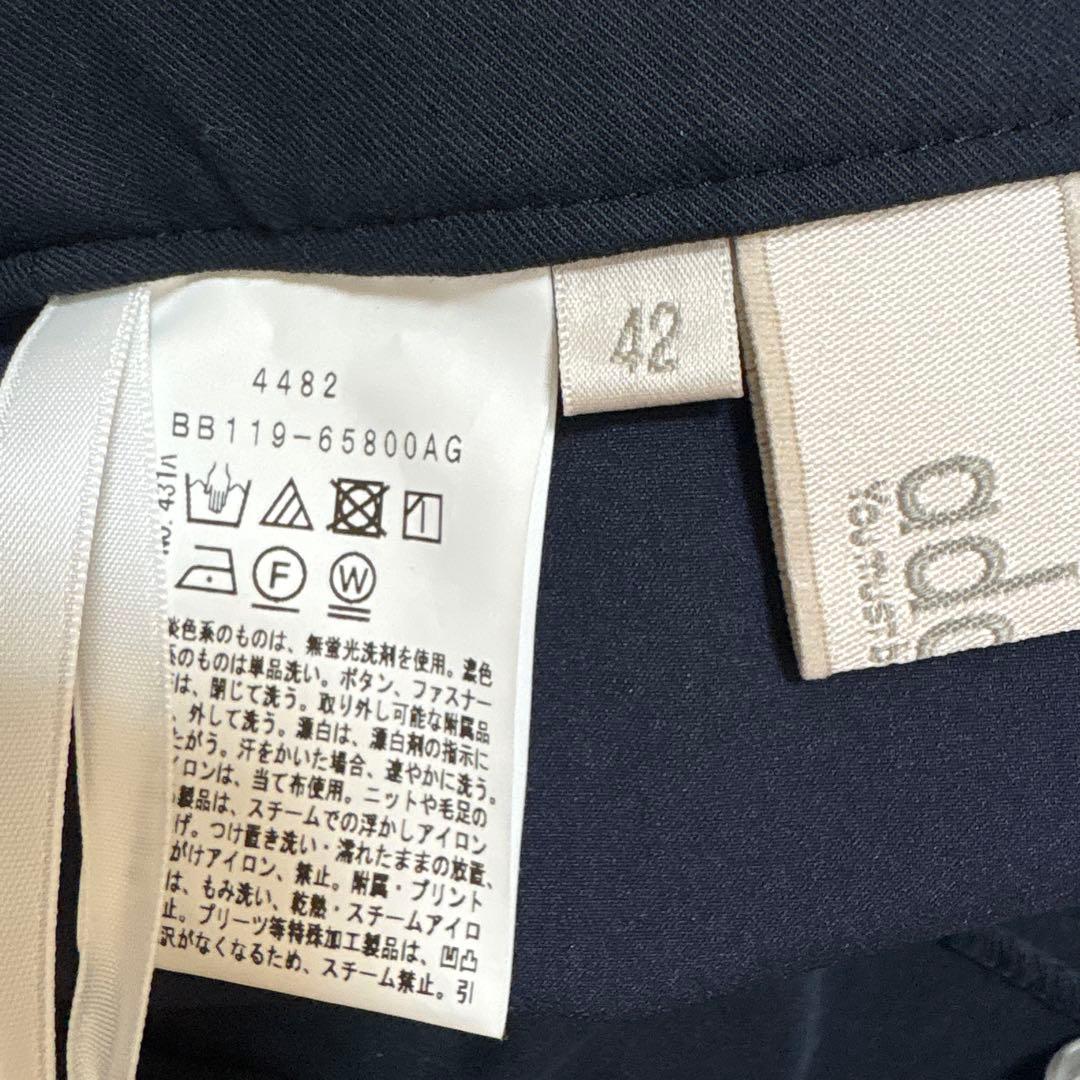 4482
BB119-65800AG
NO. 431
F
W
淡色系のものは、無蛍光洗剤を使用。濃色
系のものは単品洗い。ボタン、ファスナー
は、閉じて洗う。取り外し可能な附属品
、外して洗う。漂白は、漂白剤の指示に
たがう。汗をかいた場合、速やかに洗う。
イロンは、当て布使用。ニットや毛足の
製品は、スチームでの浮かしアイロン
げ。つけ置き洗い・濡れたままの放置、
がけアイロン、禁止。附属・プリント
は、もみ洗い、乾熱・スチームアイロ
止。プリーツ等特殊加工製品は、凹凸
訳がなくなるため、スチーム禁止。引
42
ado
YOU MUST B